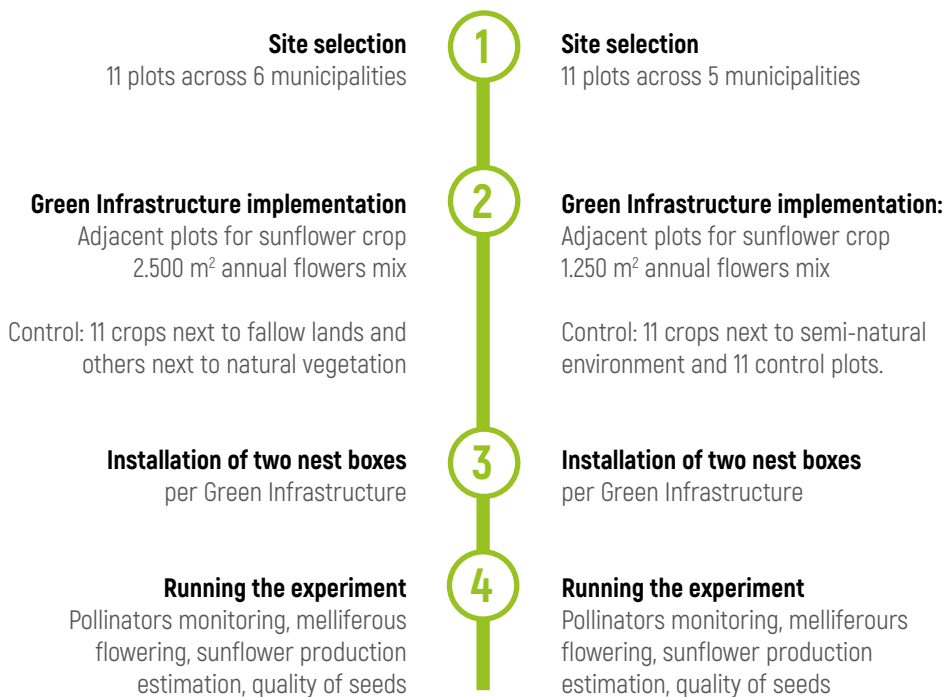 Site selection
11 plots across 6 municipalities
1
Site selection
11 plots across 5 municipalities
Green Infrastructure implementation
Adjacent plots for sunflower crop
2.500 m² annual flowers mix
Control: 11 crops next to fallow lands and
others next to natural vegetation
2
Green Infrastructure implementation:
Adjacent plots for sunflower crop
1.250 m² annual flowers mix
Control: 11 crops next to semi-natural
environment and 11 control plots.
Installation of two nest boxes
per Green Infrastructure
3
Installation of two nest boxes
per Green Infrastructure
Running the experiment
Pollinators monitoring, melliferous
flowering, sunflower production
estimation, quality of seeds
4
Running the experiment
Pollinators monitoring, melliferours
flowering, sunflower production
estimation, quality of seeds